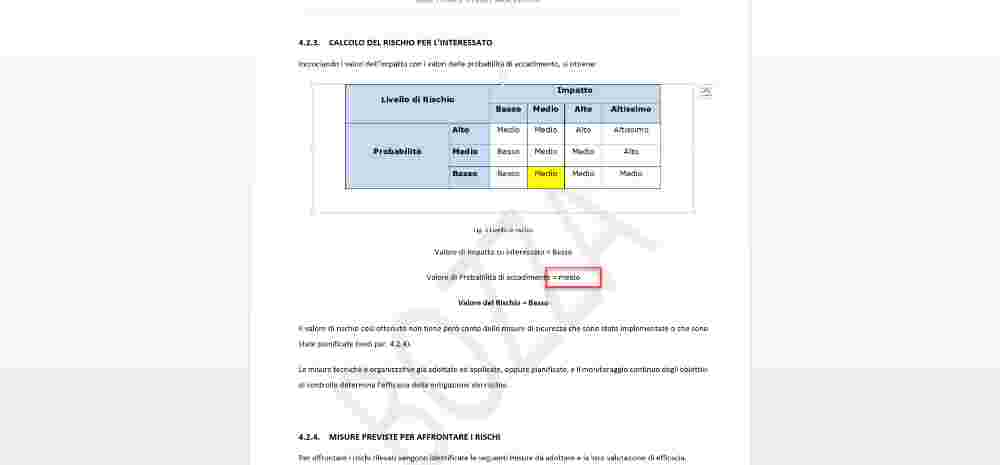 4.2.3. CALCOLO DEL RISCHIO PER L'INTERESSATO
Incrociando i valori dell'impatto con i valori delle probabilità di accadimento, si ottiene:
Livello di Rischio
Impatto
Basso Medio Alto Altissimo
Probabilità
Alto Medio Medio Alto Altissimo
Medio Basso Medio Medio Alto
Basso Basso Medio Medio Medio
Valore di Impatto su interessato = Basso
Valore di Probabilità di accadimento = medio
Valore del Rischio = Basso
Il valore di rischio così ottenuto non tiene però conto delle misure di sicurezza che sono state implementate o che sono
state pianificate (vedi par. 4.2.4).
Le misure tecniche e organizzative già adottate ed applicate, oppure pianificate, e il monitoraggio continuo degli obiettivi
di controllo determina l'efficacia della mitigazione del rischio.
4.2.4. MISURE PREVISTE PER AFFRONTARE I RISCHI
Per affrontare i rischi rilevati vengono identificate le seguenti misure da adottare e la loro valutazione di efficacia.
OZZA